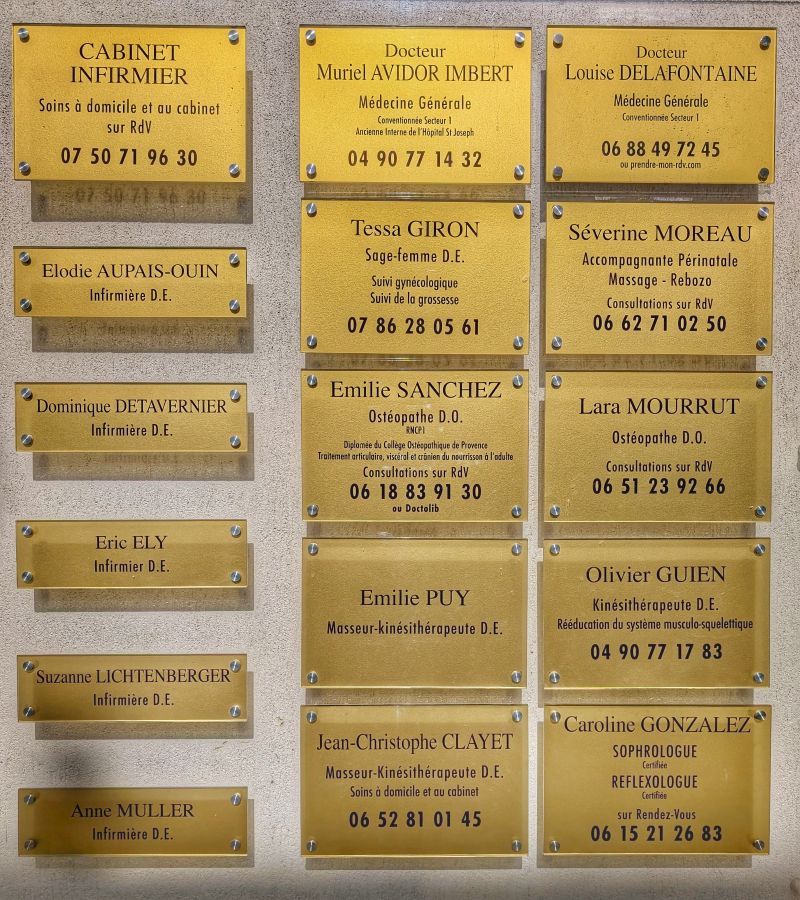 CABINET
INFIRMIER
Soins à domicile et au cabinet
sur RdV
07 50 71 96 30
Elodie AUPAIS-OUIN
Infirmière D.E.
Dominique DETAVERNIER
Infirmière D.E.
Eric ELY
Infirmier D.E.
Suzanne LICHTENBERGER
Infirmière D.E.
Anne MULLER
Infirmière D.E.
Docteur
Muriel AVIDOR IMBERT
Médecine Générale
Conventionnée Secteur 1
Ancienne Interne de l'Hôpital St Joseph
04 90 77 14 32
Tessa GIRON
Sage-femme D.E.
Suivi gynécologique
Suivi de la grossesse
07 86 28 05 61
Emilie SANCHEZ
Ostéopathe D.O.
RNCP1
Diplomée du Collège Ostéopathique de Provence
Traitement articulaire, viscéral et crânien du nourrisson à l'adulte
Consultations sur RdV
06 18 83 91 30
ou Doctolib
Emilie PUY
Masseur-kinésithérapeute D.E.
Jean-Christophe CLAYET
Masseur-Kinésithérapeute D.E.
Soins à domicile et au cabinet
06 52 81 01 45
Docteur
Louise DELAFONTAINE
Médecine Générale
Conventionnée Secteur 1
06 88 49 72 45
ou prendre-mon-rdv.com
Séverine MOREAU
Accompagnante Périnatale
Massage - Rebozo
Consultations sur RdV
06 62 71 02 50
Lara MOURRUT
Ostéopathe D.O.
Consultations sur RdV
06 51 23 92 66
Olivier GUIEN
Kinésithérapeute D.E.
Rééducation du système musculo-squelettique
04 90 77 17 83
Caroline GONZALEZ
SOPHROLOGUE
Certifiée
REFLEXOLOGUE
Certifiée
sur Rendez-Vous
06 15 21 26 83